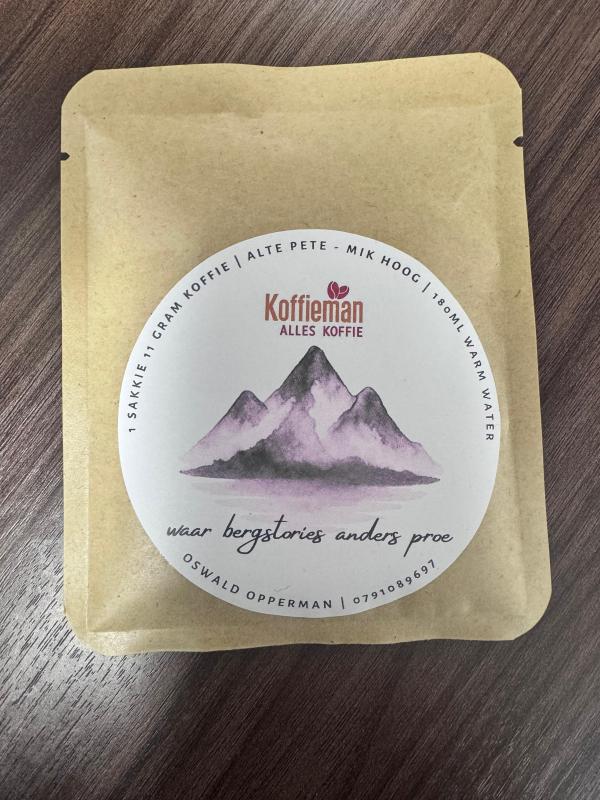 1 SAKKIE 11 GRAM KOFFIE | ALTE PETE - MIK HOOG | 180ML WARM WATER
Koffieman
ALLES KOFFIE
waar bergstories anders proe
OSWALD OPPERMAN | 0791089697